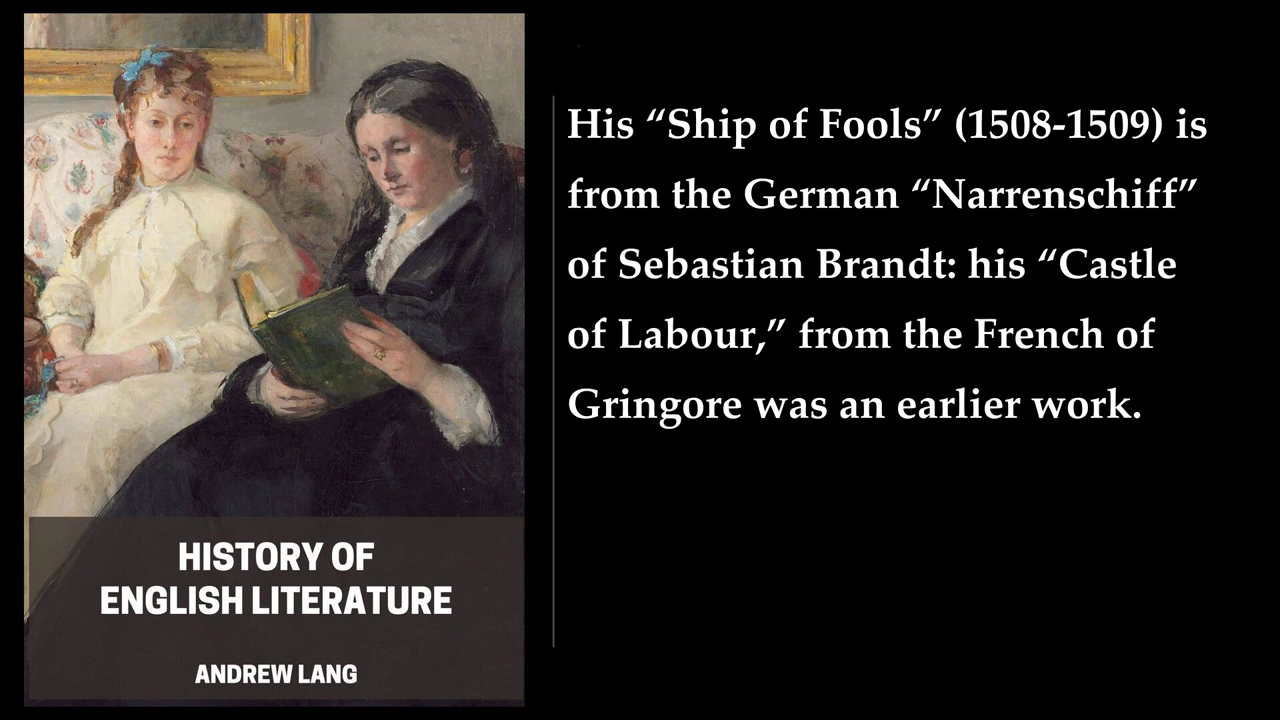 His “Ship of Fools” (1508-1509) is
from the German “Narrenschiff”
of Sebastian Brandt: his “Castle
of Labour,” from the French of
Gringore was an earlier work.
HISTORY OF
ENGLISH LITERATURE
ANDREW LANG